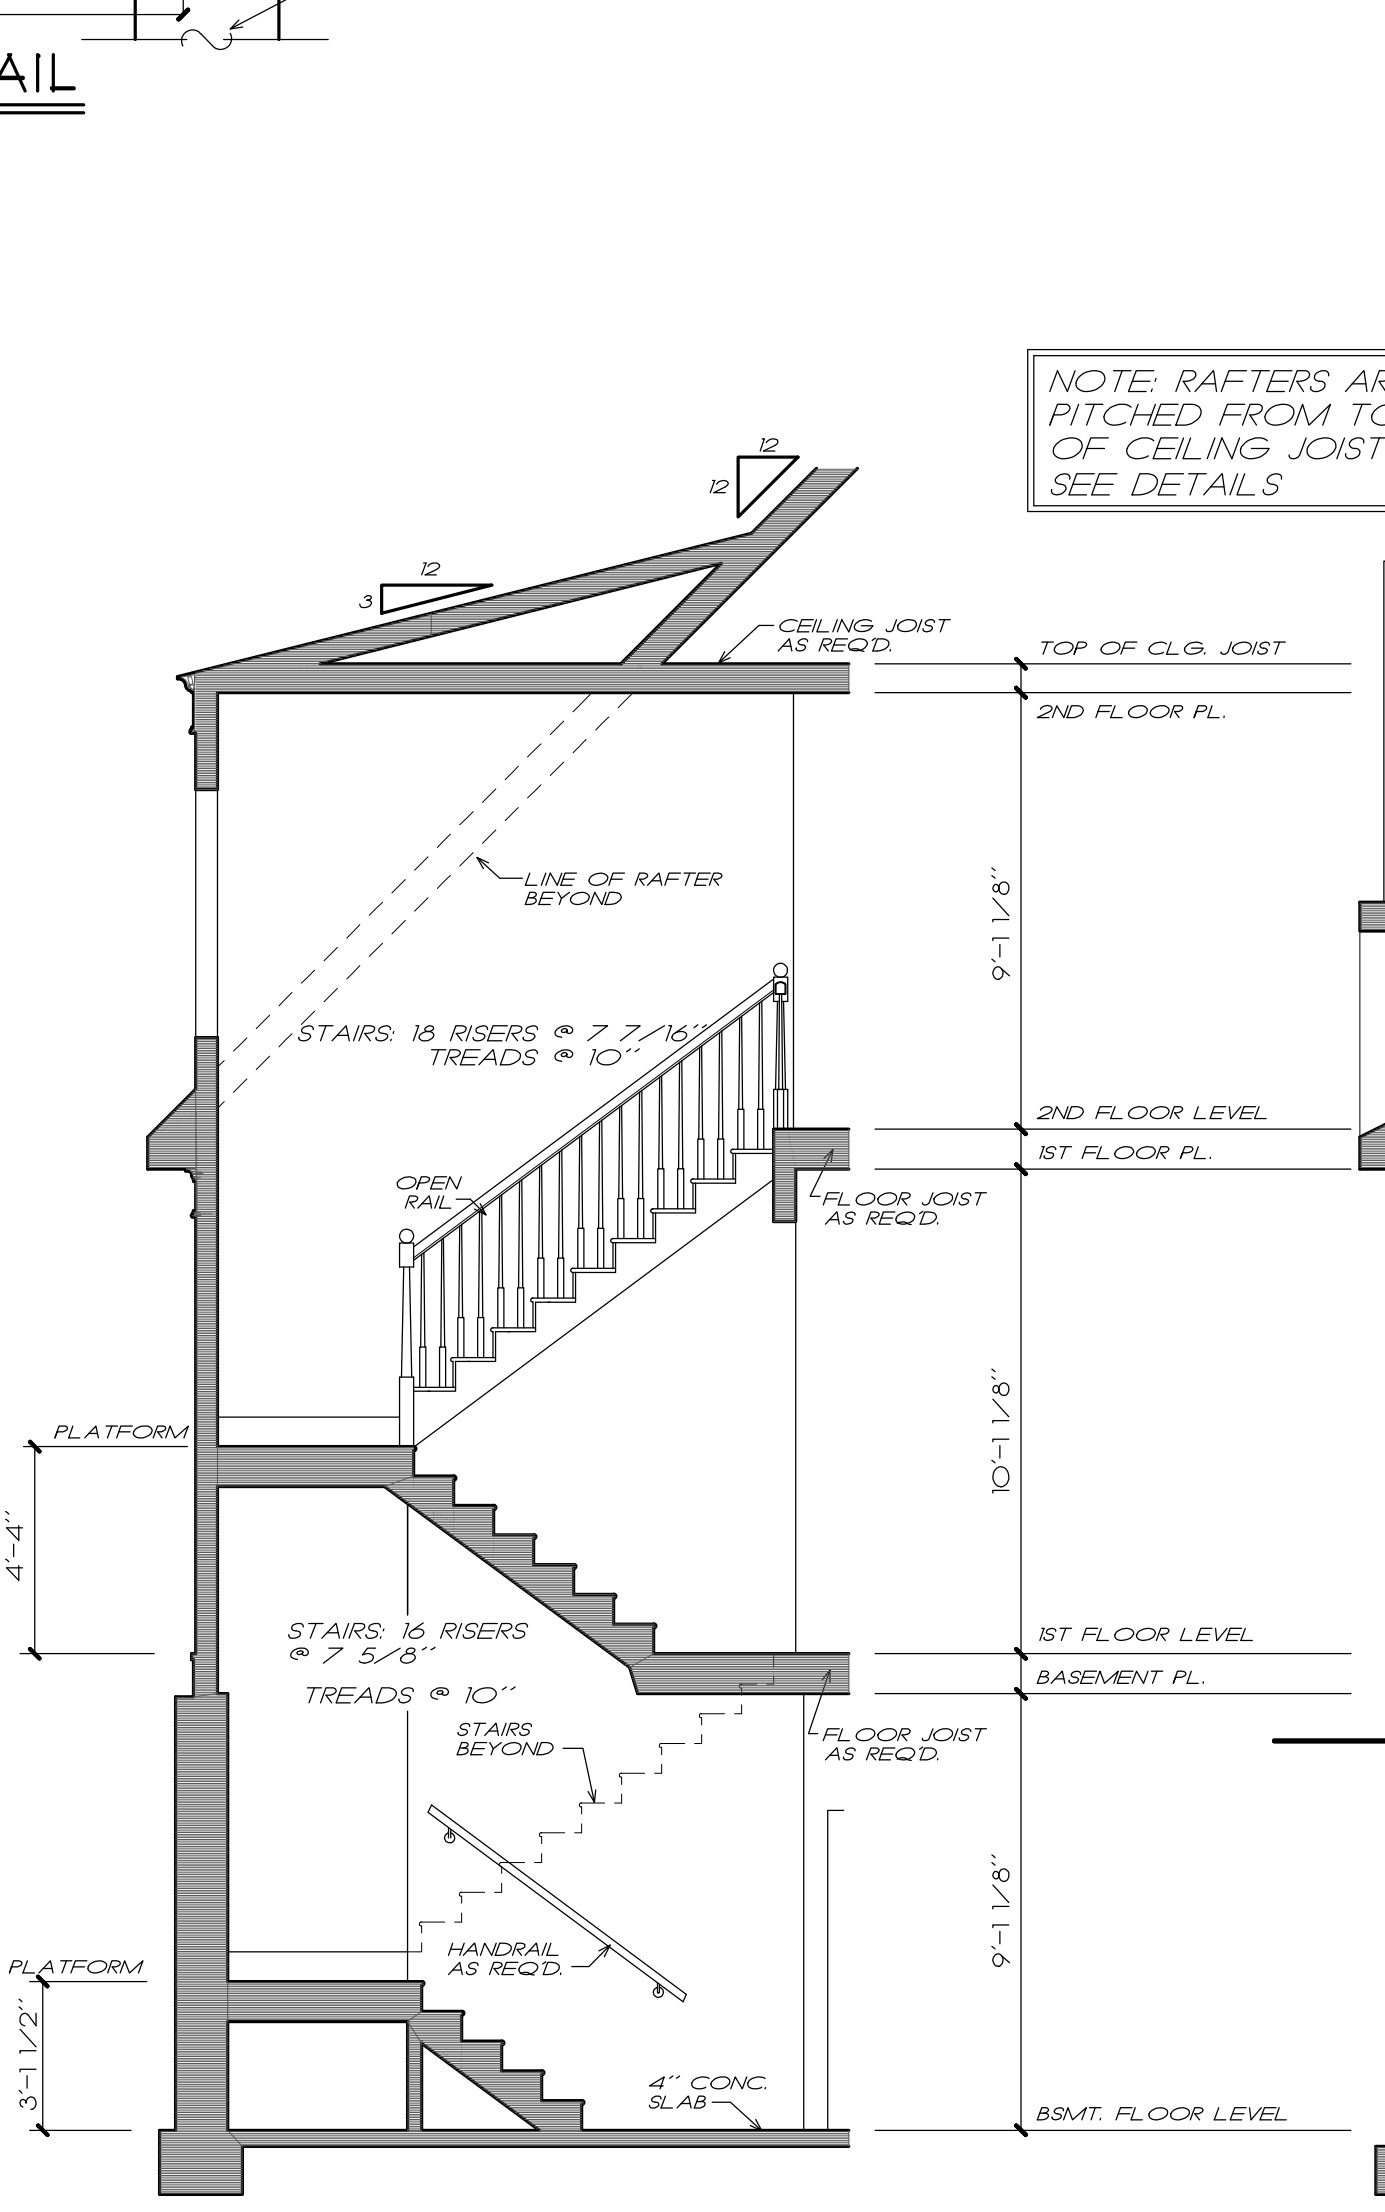 AIL
NOTE: RAFTERS AR
PITCHED FROM TO
OF CEILING JOIST
SEE DETAILS
12
12
12
3
CEILING JOIST
AS REQ'D.
TOP OF CLG. JOIST
2ND FLOOR PL.
LINE OF RAFTER
BEYOND
9'-1 1/8"
STAIRS: 18 RISERS @ 7 7/16"
TREADS @ 10"
2ND FLOOR LEVEL
1ST FLOOR PL.
OPEN
RAIL
FLOOR JOIST
AS REQ'D.
10'-1 1/8"
PLATFORM
4'-4"
STAIRS: 16 RISERS
@ 7 5/8"
TREADS @ 10"
1ST FLOOR LEVEL
BASEMENT PL.
STAIRS
BEYOND
FLOOR JOIST
AS REQ'D.
9'-1 1/8"
HANDRAIL
AS REQ'D.
PLATFORM
3'-1 1/2"
4" CONC.
SLAB
BSMT. FLOOR LEVEL